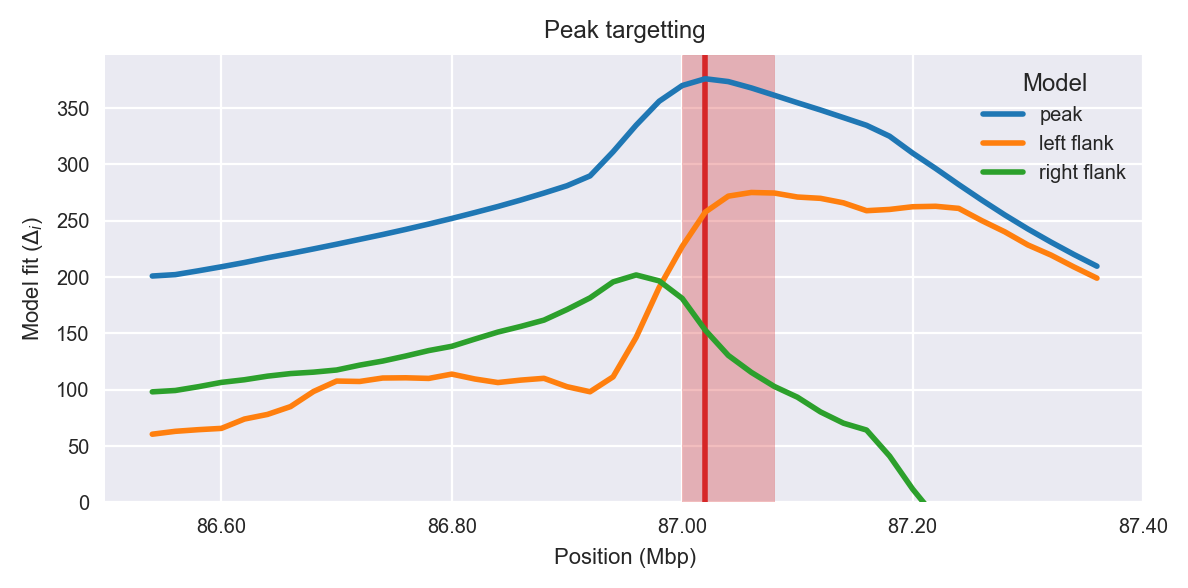 Peak targetting
Model fit (Δi)
350
300
250
200
150
100
50
0
Model
peak
left flank
right flank
86.60
86.80
87.00
87.20
87.40
Position (Mbp)